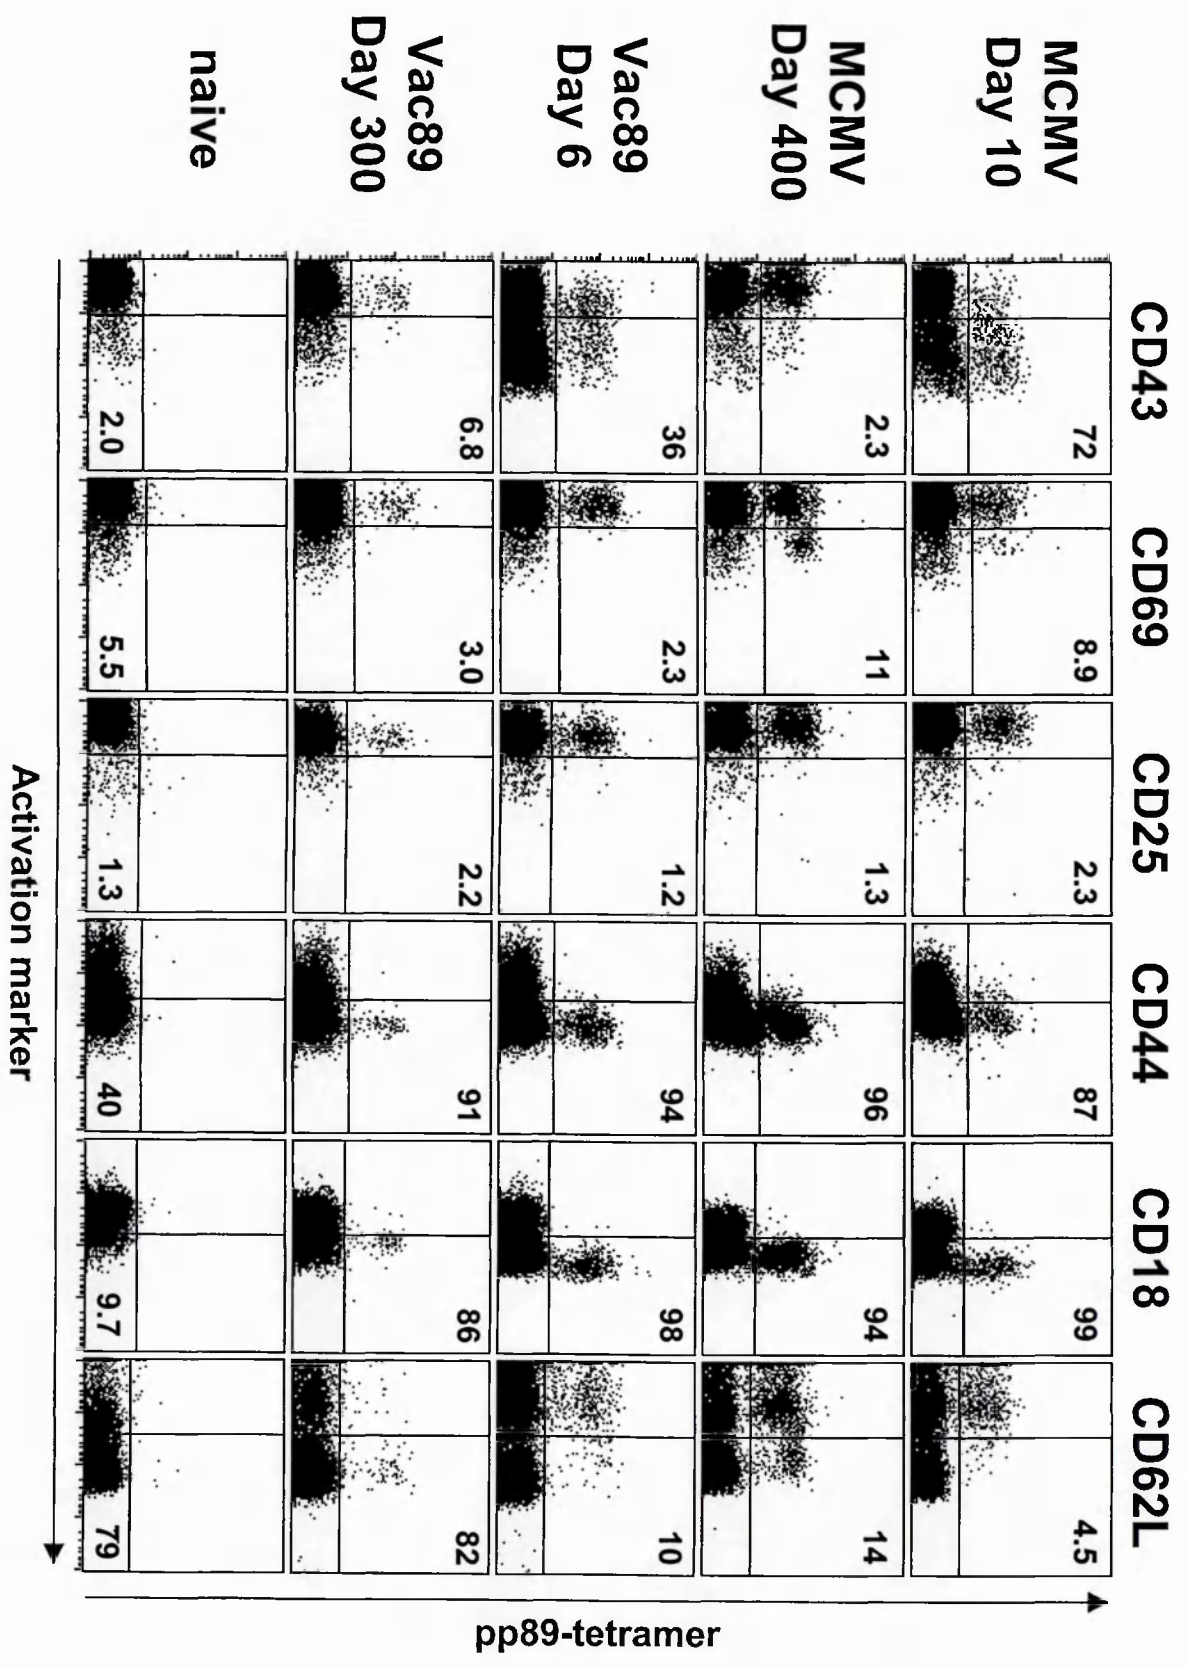 CD43 CD69 CD25 CD44 CD18 CD62L
MCMV
Day 10
72 8.9 2.3 87 99 4.5
MCMV
Day 400
2.3 11 1.3 96 94 14
Vac89
Day 6
36 2.3 1.2 94 98 10
Vac89
Day 300
6.8 3.0 2.2 91 86 82
naive
2.0 5.5 1.3 40 9.7 79
Activation marker
pp89-tetramer